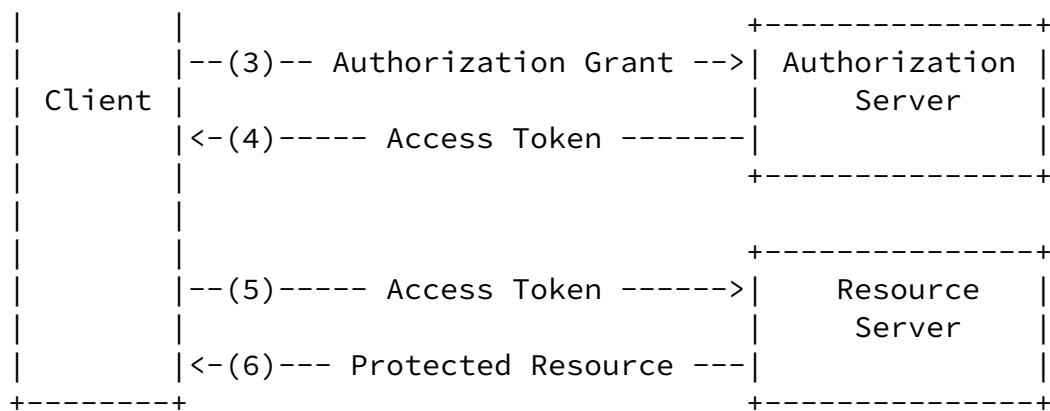 |        |                               +---------------+
|        |--(3)-- Authorization Grant -->| Authorization |
| Client |                               |     Server    |
|        |<-(4)----- Access Token -------|               |
|        |                               +---------------+
|        |
|        |                               +---------------+
|        |--(5)----- Access Token ------>|    Resource   |
|        |                               |     Server    |
|        |<-(6)--- Protected Resource ---|               |
+--------+                               +---------------+